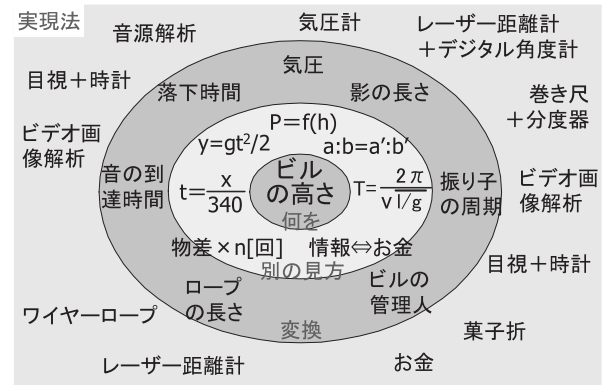 実現法
音源解析
気圧計
レーザー距離計
＋デジタル角度計
目視＋時計
落下時間
気圧
影の長さ
巻き尺
＋分度器
ビデオ画
像解析
P=f(h)
y=gt²/2
a:b=a′:b′
音の到
達時間
t=x/340
ビル
の高さ
T=2π/√l/g
振り子
の周期
ビデオ画
像解析
何を
物差×n[回]
情報⇔お金
別の見方
目視＋時計
ロープ
の長さ
ビルの
管理人
ワイヤーロープ
変換
菓子折
レーザー距離計
お金